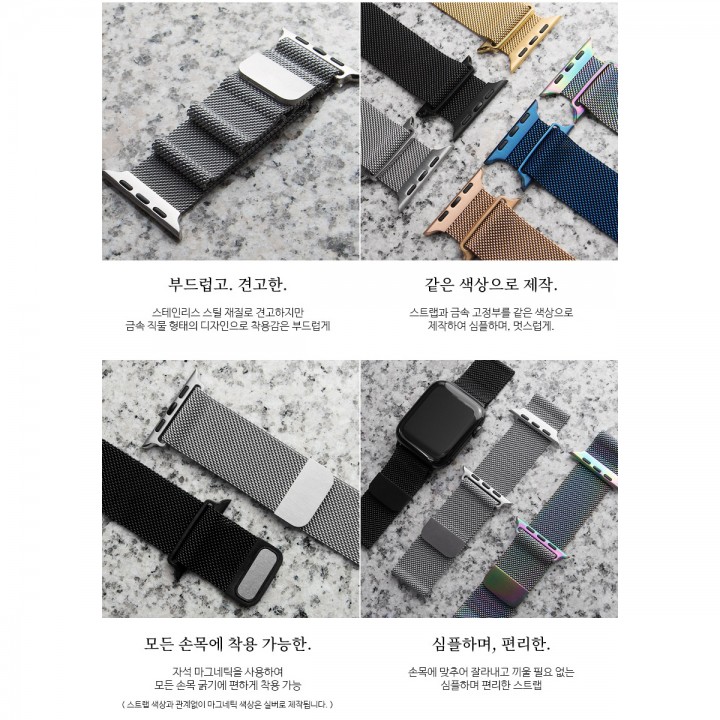 부드럽고. 견고한.
스테인리스 스틸 재질로 견고하지만
금속 직물 형태의 디자인으로 착용감은 부드럽게
같은 색상으로 제작.
스트랩과 금속 고정부를 같은 색상으로
제작하여 심플하며, 멋스럽게.
모든 손목에 착용 가능한.
자석 마그네틱을 사용하여
모든 손목 굵기에 편하게 착용 가능
( 스트랩 색상과 관계없이 마그네틱 색상은 실버로 제작됩니다. )
심플하며, 편리한.
손목에 맞추어 잘라내고 끼울 필요 없는
심플하며 편리한 스트랩